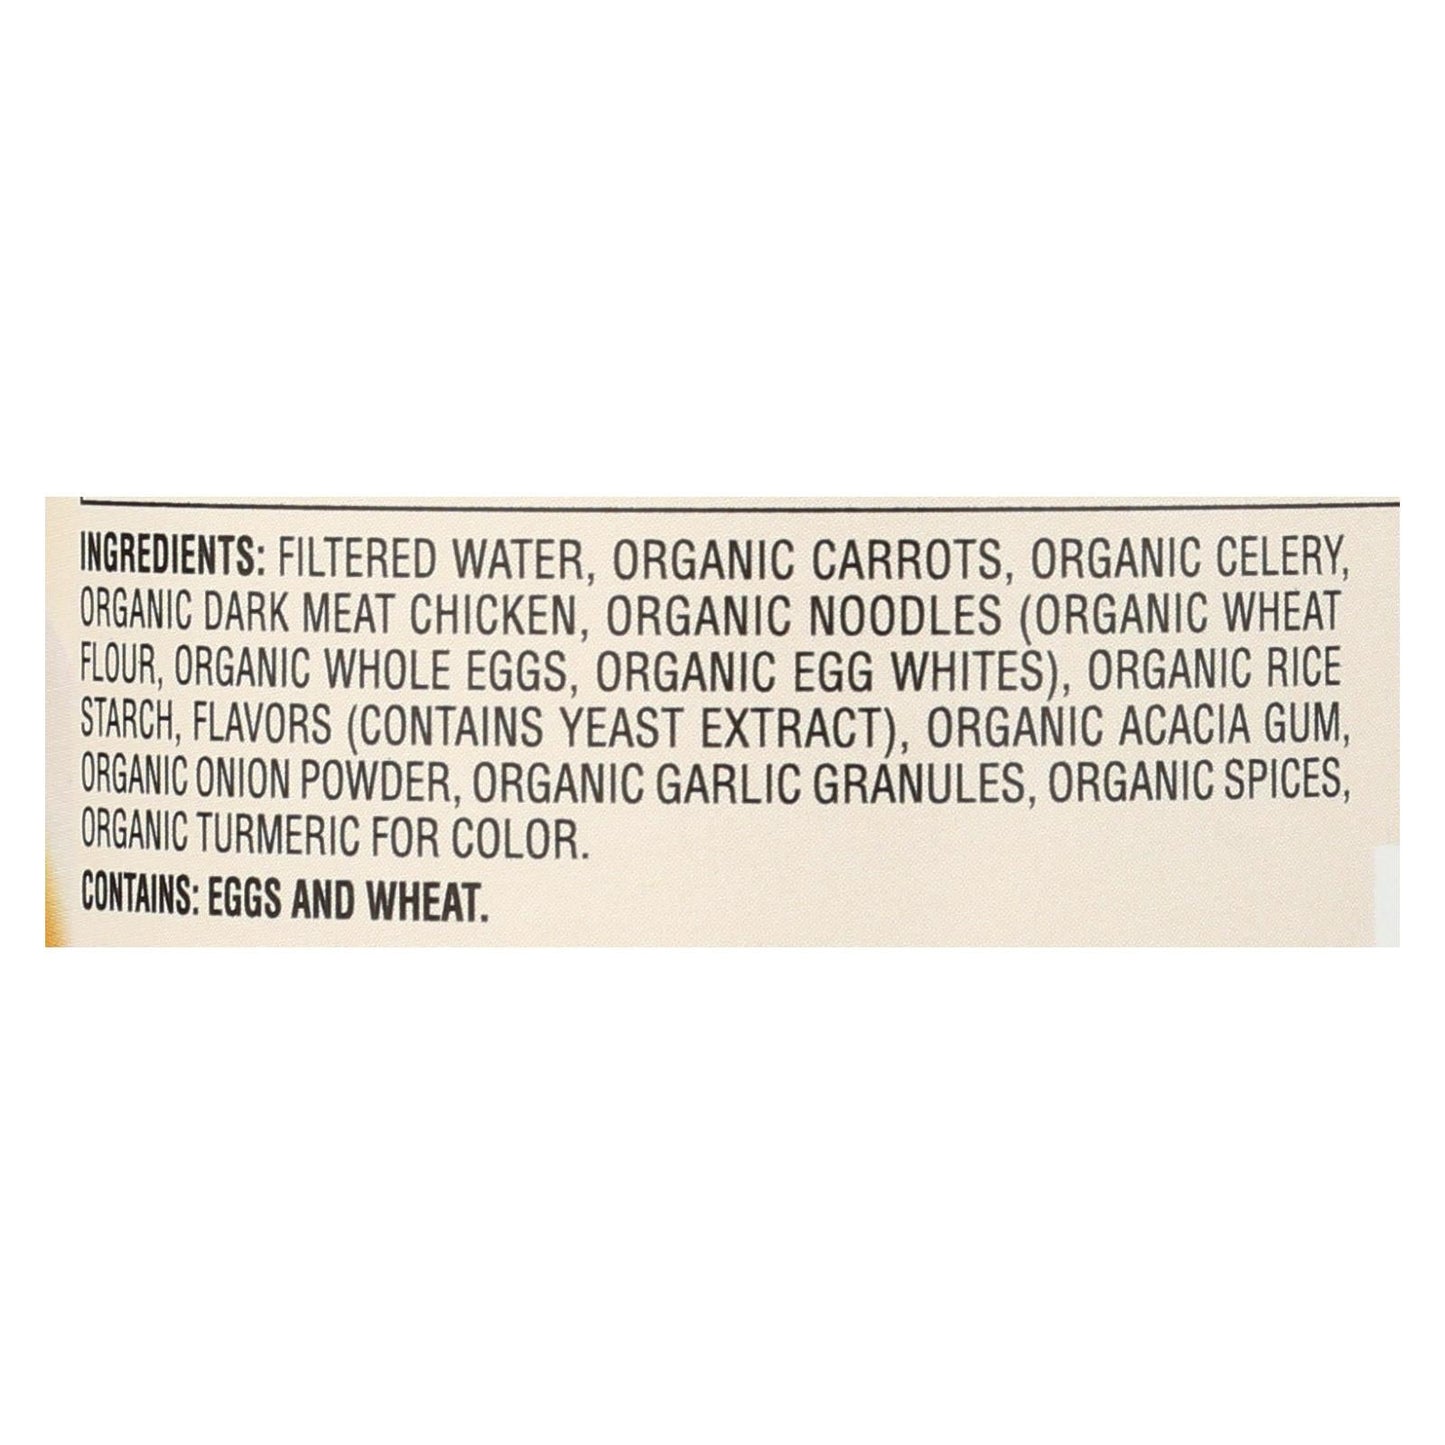 INGREDIENTS: FILTERED WATER, ORGANIC CARROTS, ORGANIC CELERY,
ORGANIC DARK MEAT CHICKEN, ORGANIC NOODLES (ORGANIC WHEAT
FLOUR, ORGANIC WHOLE EGGS, ORGANIC EGG WHITES), ORGANIC RICE
STARCH, FLAVORS (CONTAINS YEAST EXTRACT), ORGANIC ACACIA GUM,
ORGANIC ONION POWDER, ORGANIC GARLIC GRANULES, ORGANIC SPICES,
ORGANIC TURMERIC FOR COLOR.
CONTAINS: EGGS AND WHEAT.